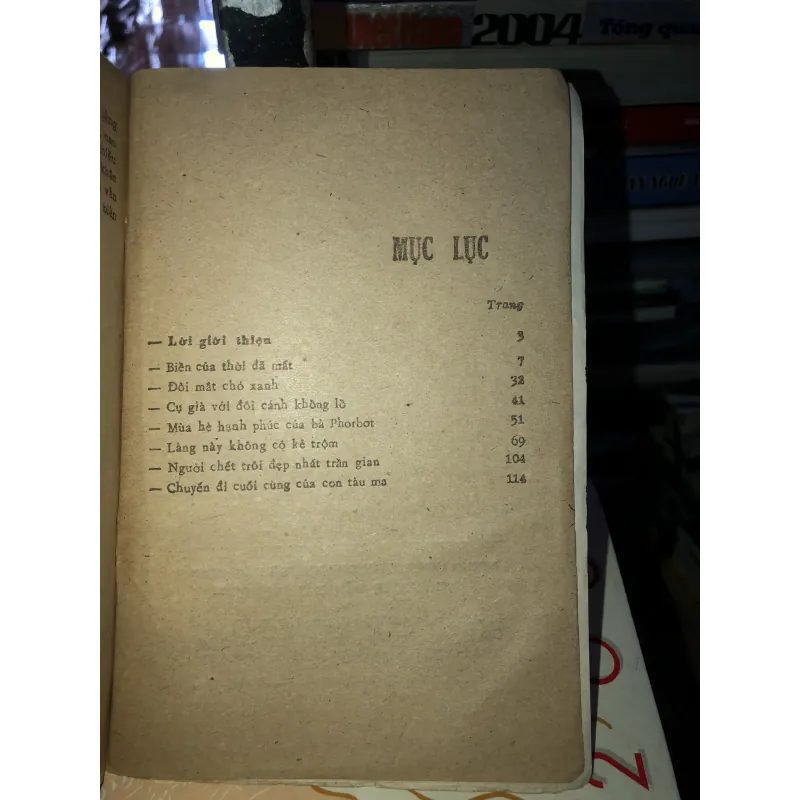 2004 Tổng qua
MỤC LỤC
Trang
— Lời giới thiệu 3
— Biển của thời đã mất 7
— Đôi mắt chó xanh 32
— Cụ già với đôi cánh khổng lồ 41
— Mùa hè hạnh phúc của bà Phorbot 51
— Làng này không có kẻ trộm 69
— Người chết trôi đẹp nhất trần gian 104
— Chuyến đi cuối cùng của con tàu ma 114